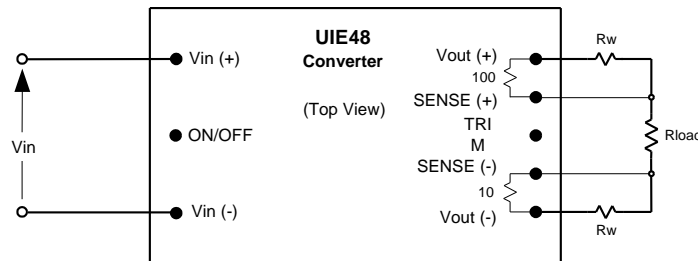 UIE48
Converter
(Top View)
Vin (+)
ON/OFF
Vin (-)
Vin
Vout (+)
100
SENSE (+)
TRI
M
SENSE (-)
10
Vout (-)
Rw
Rload
Rw